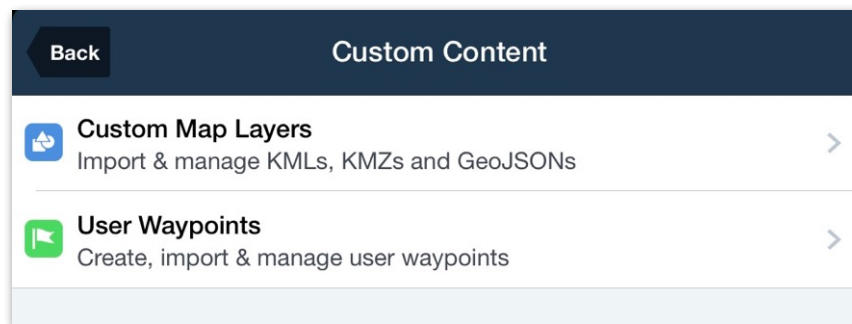 Back
Custom Content
Custom Map Layers
Import & manage KMLs, KMZs and GeoJSONs
User Waypoints
Create, import & manage user waypoints